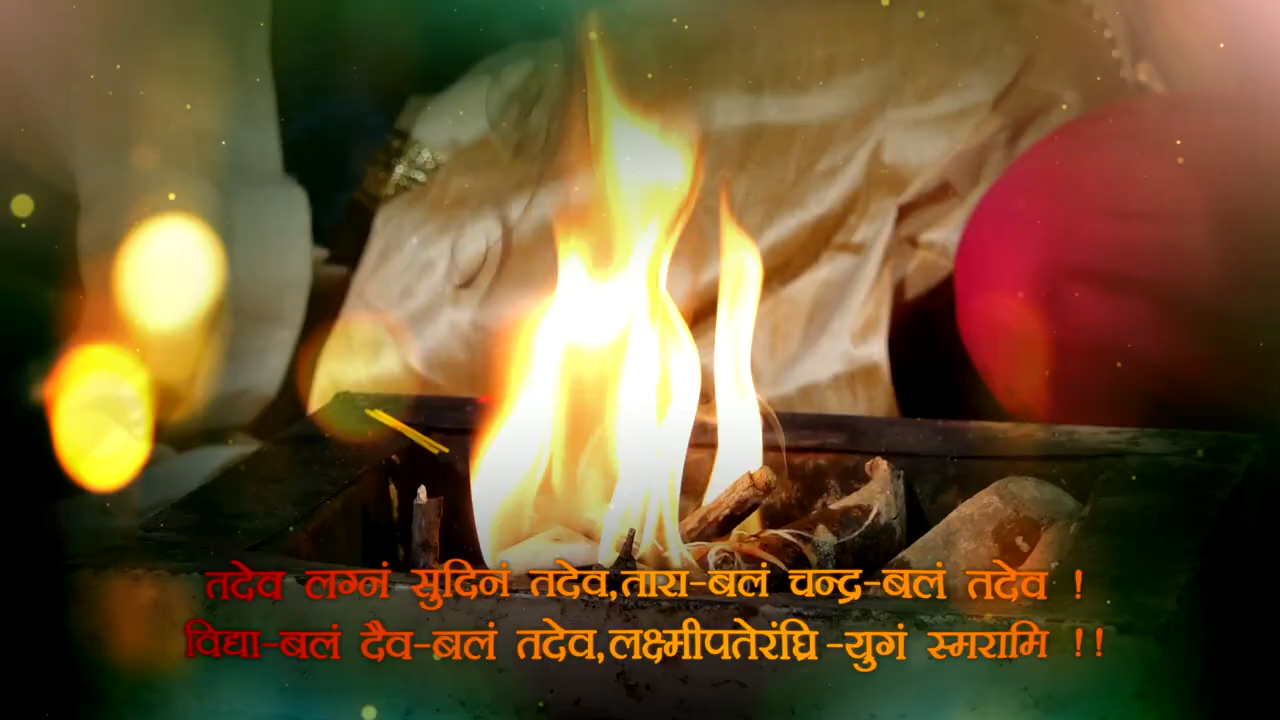 तदेव लग्नं सुदिनं तदेव,तारा-बलं चन्द्र-बलं तदेव !
विद्या-बलं दैव-बलं तदेव,लक्ष्मीपतेरंघ्रि-युगं स्मरामि !!